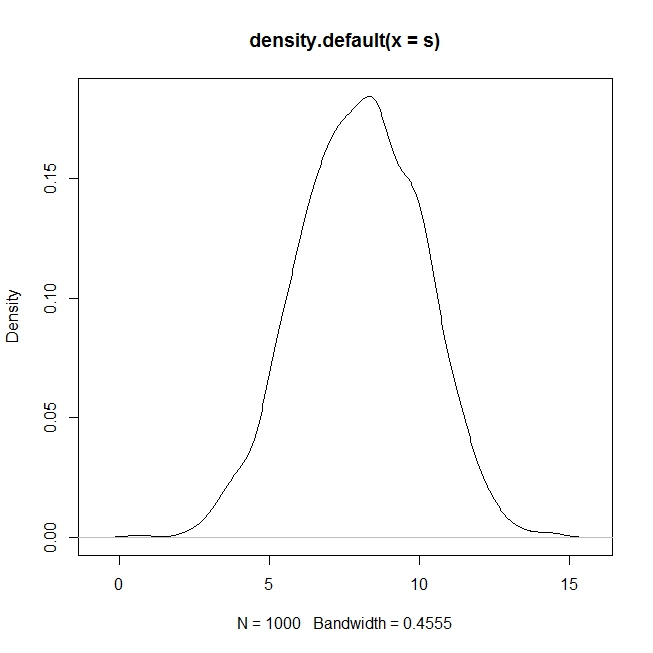 density.default(x = s)
Density
0.00
0.05
0.10
0.15
0
5
10
15
N = 1000   Bandwidth = 0.4555